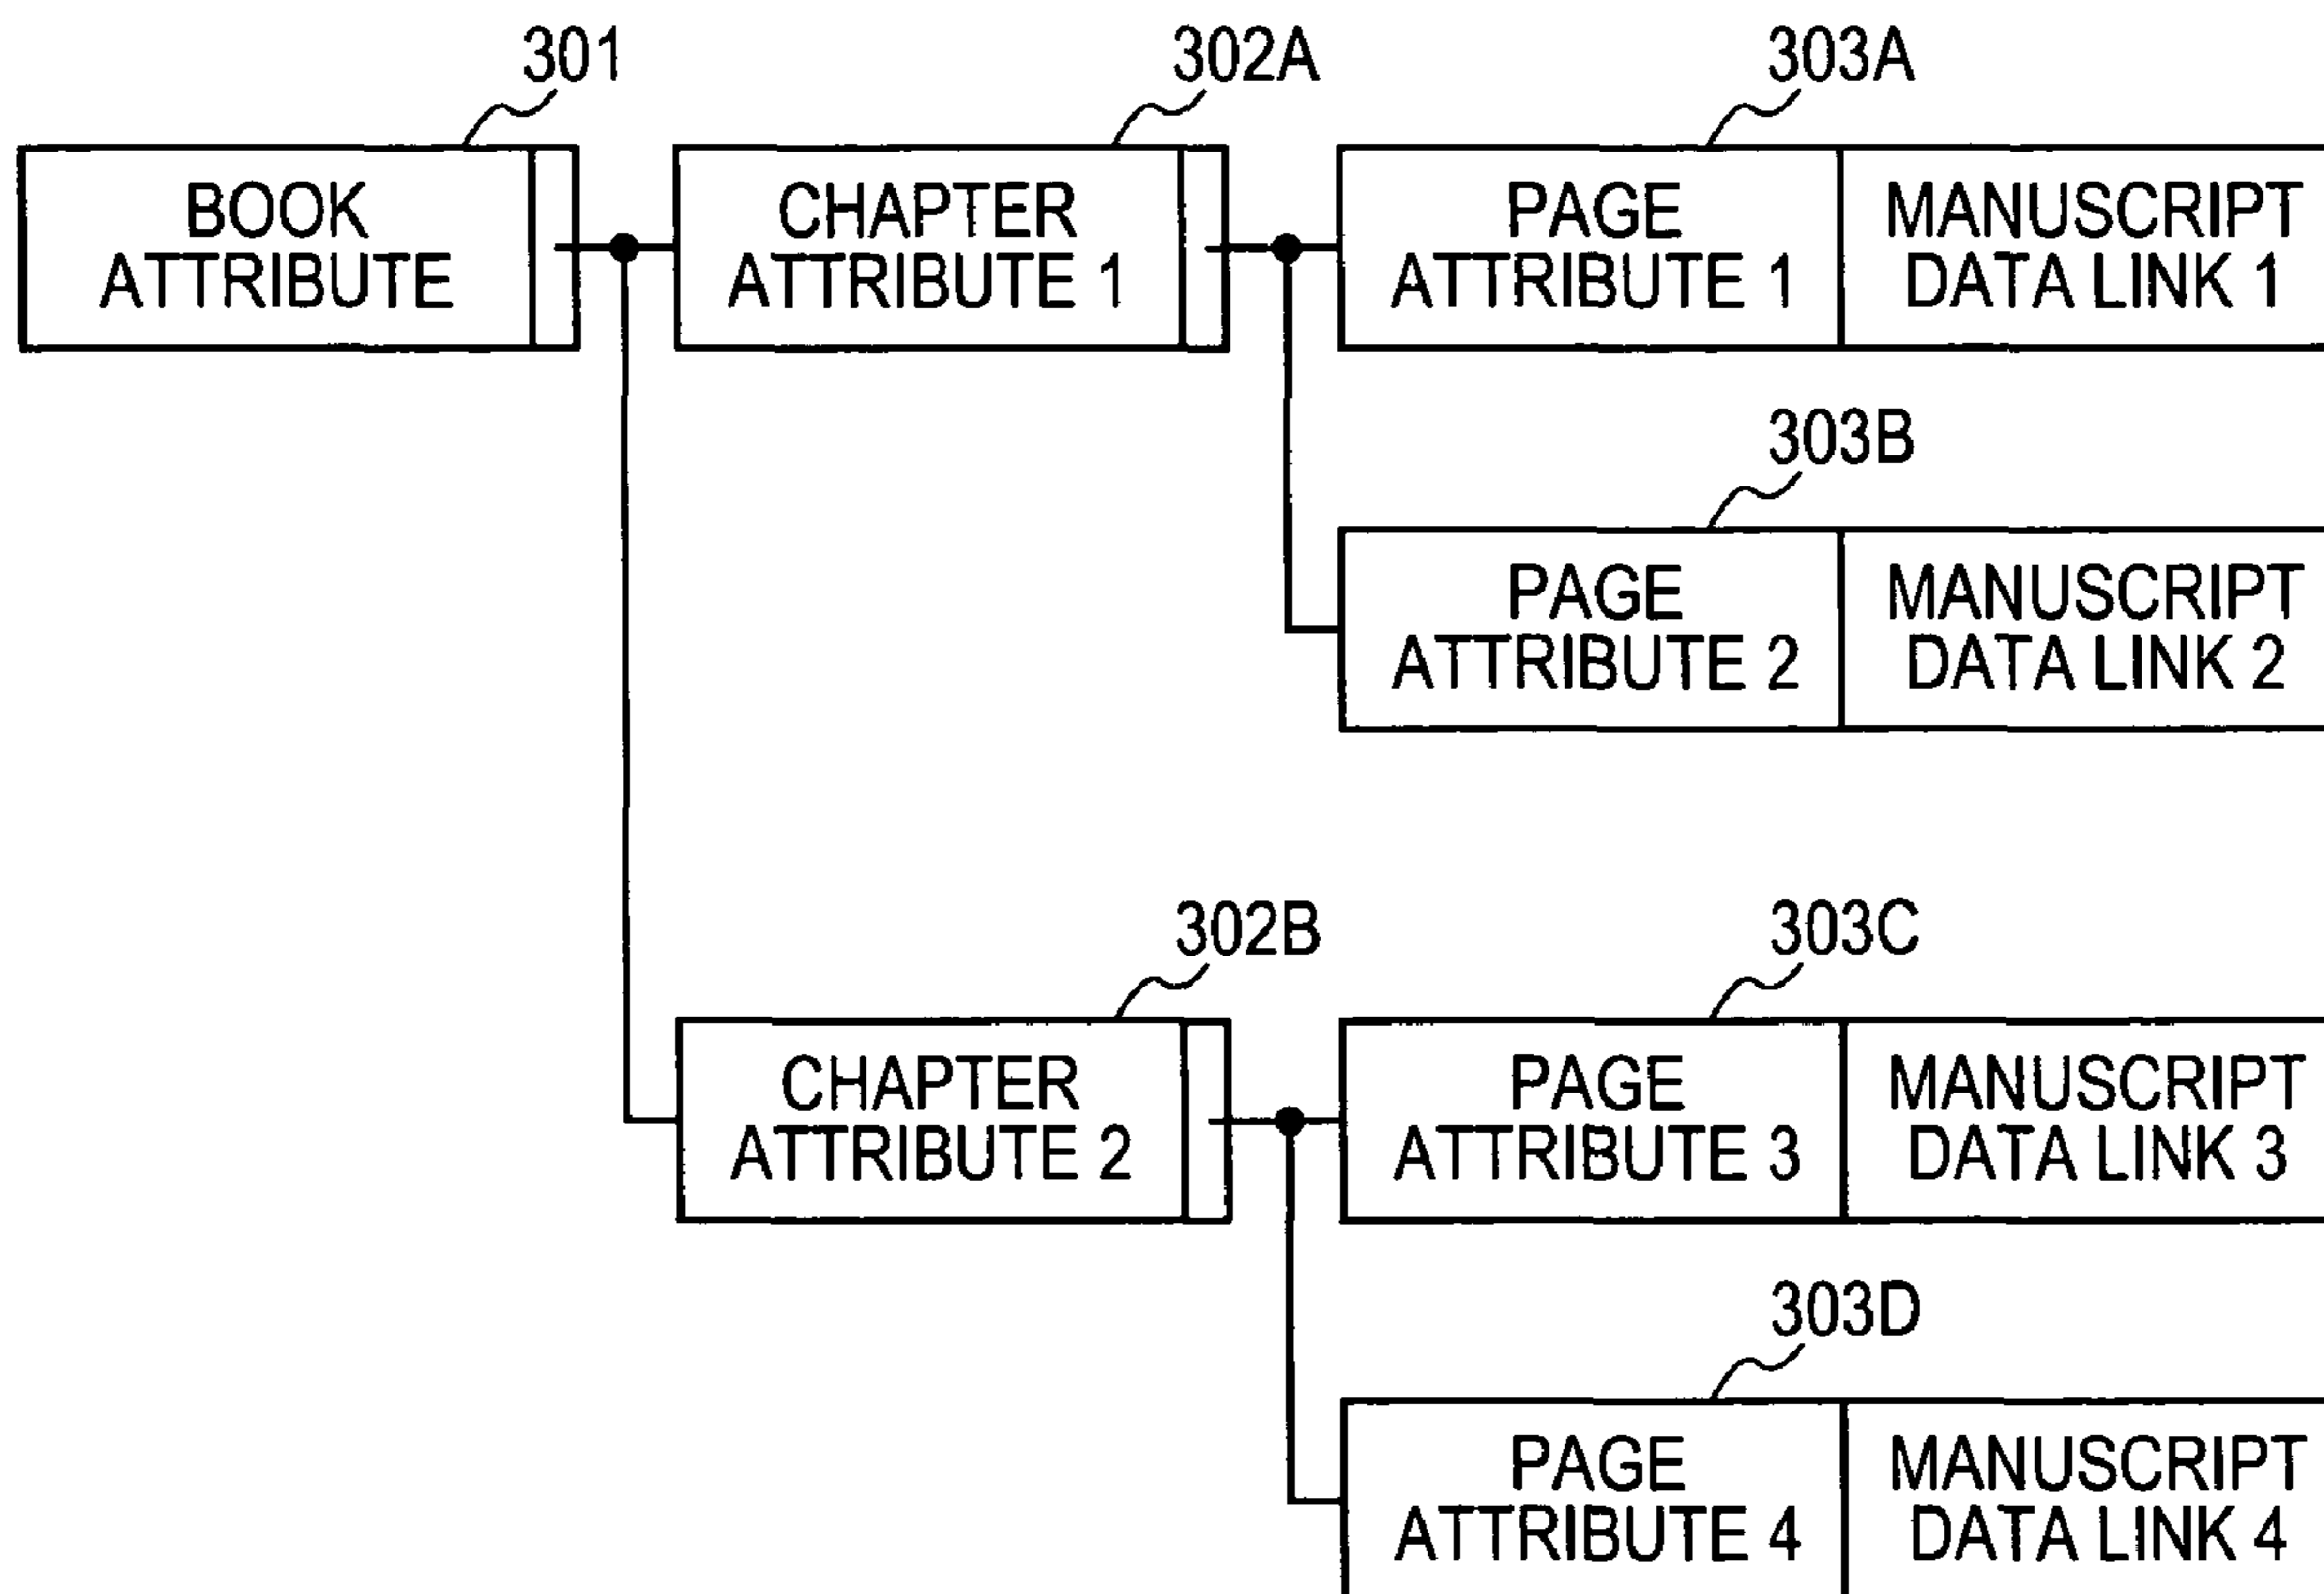 301
302A
303A
BOOK
ATTRIBUTE
CHAPTER
ATTRIBUTE 1
PAGE
ATTRIBUTE 1
MANUSCRIPT
DATA LINK 1
303B
PAGE
ATTRIBUTE 2
MANUSCRIPT
DATA LINK 2
302B
303C
CHAPTER
ATTRIBUTE 2
PAGE
ATTRIBUTE 3
MANUSCRIPT
DATA LINK 3
303D
PAGE
ATTRIBUTE 4
MANUSCRIPT
DATA LINK 4